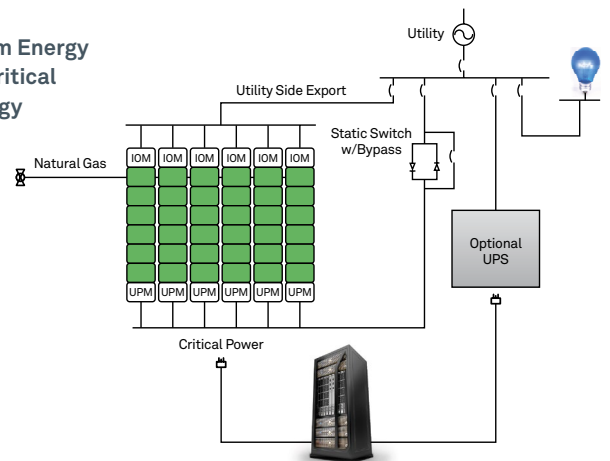 m Energy
ritical
gy
Utility
Utility Side Export
Static Switch
w/Bypass
Natural Gas
IOM IOM IOM IOM IOM IOM
Optional
UPS
UPM UPM UPM UPM UPM UPM
Critical Power